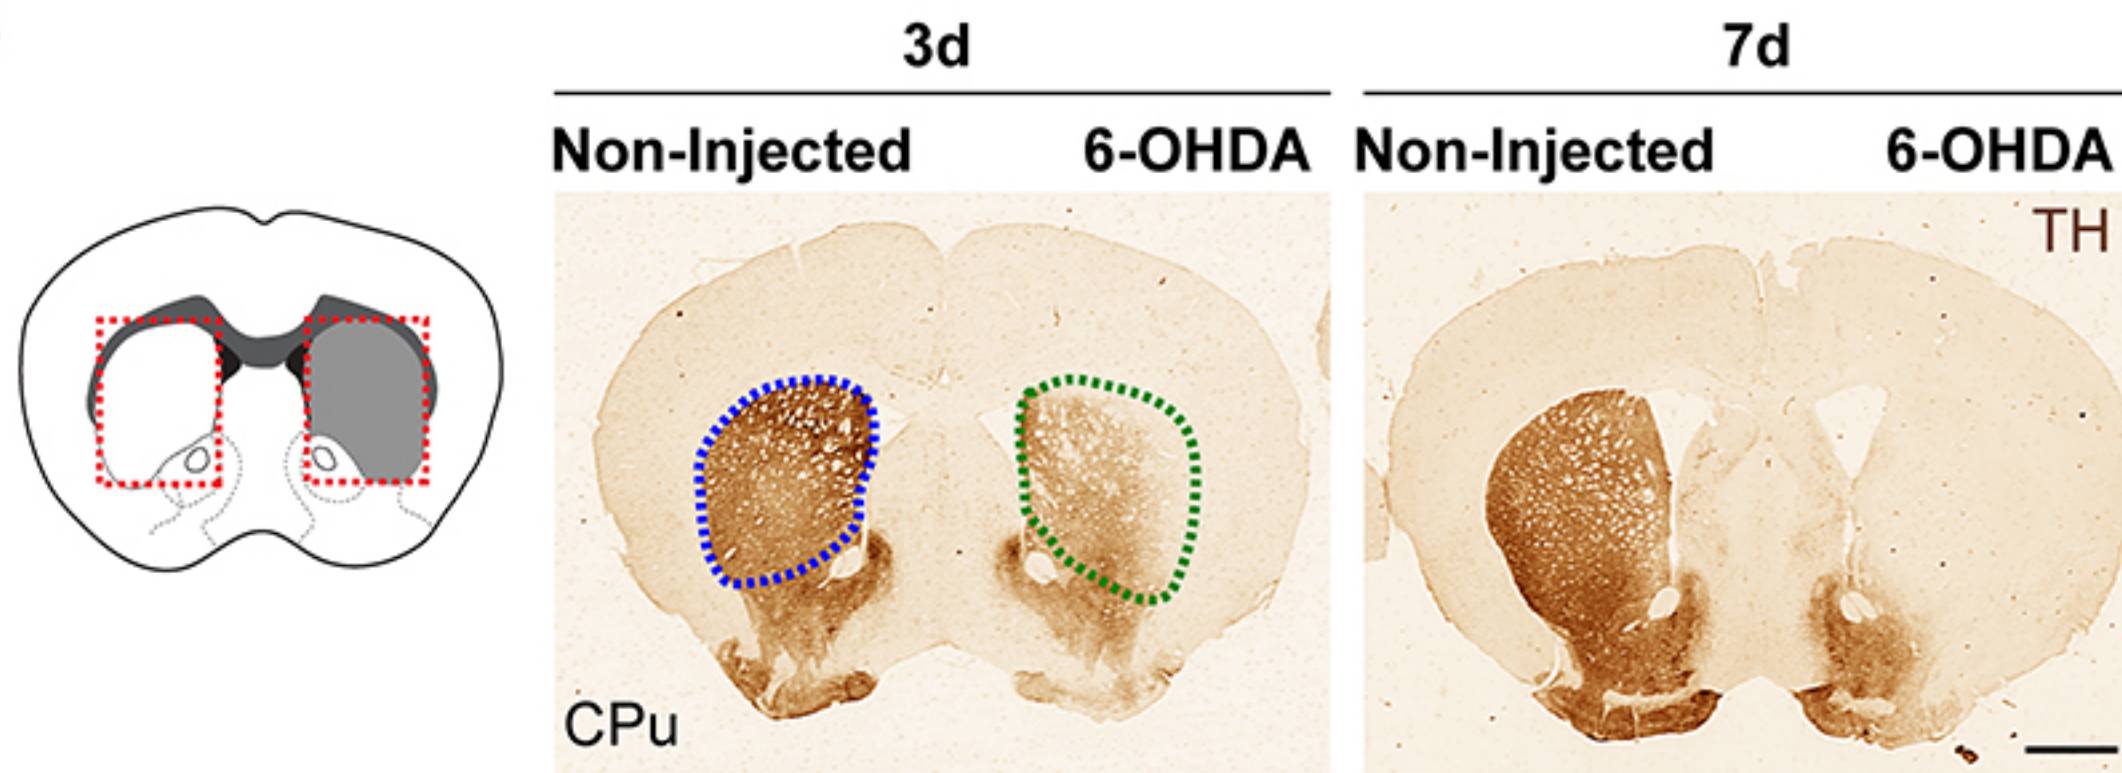 3d
7d
Non-Injected 6-OHDA
Non-Injected 6-OHDA
TH
CPu